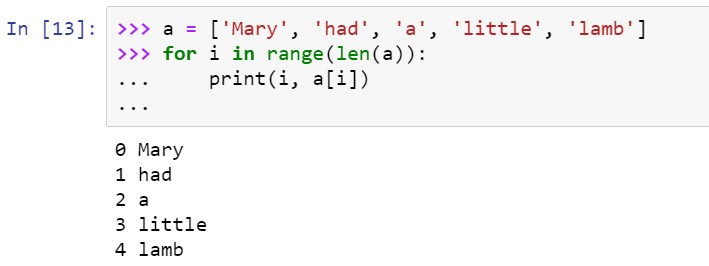 In [13]: >>> a = ['Mary', 'had', 'a', 'little', 'lamb']
>>> for i in range(len(a)):
...     print(i, a[i])
...
0 Mary
1 had
2 a
3 little
4 lamb